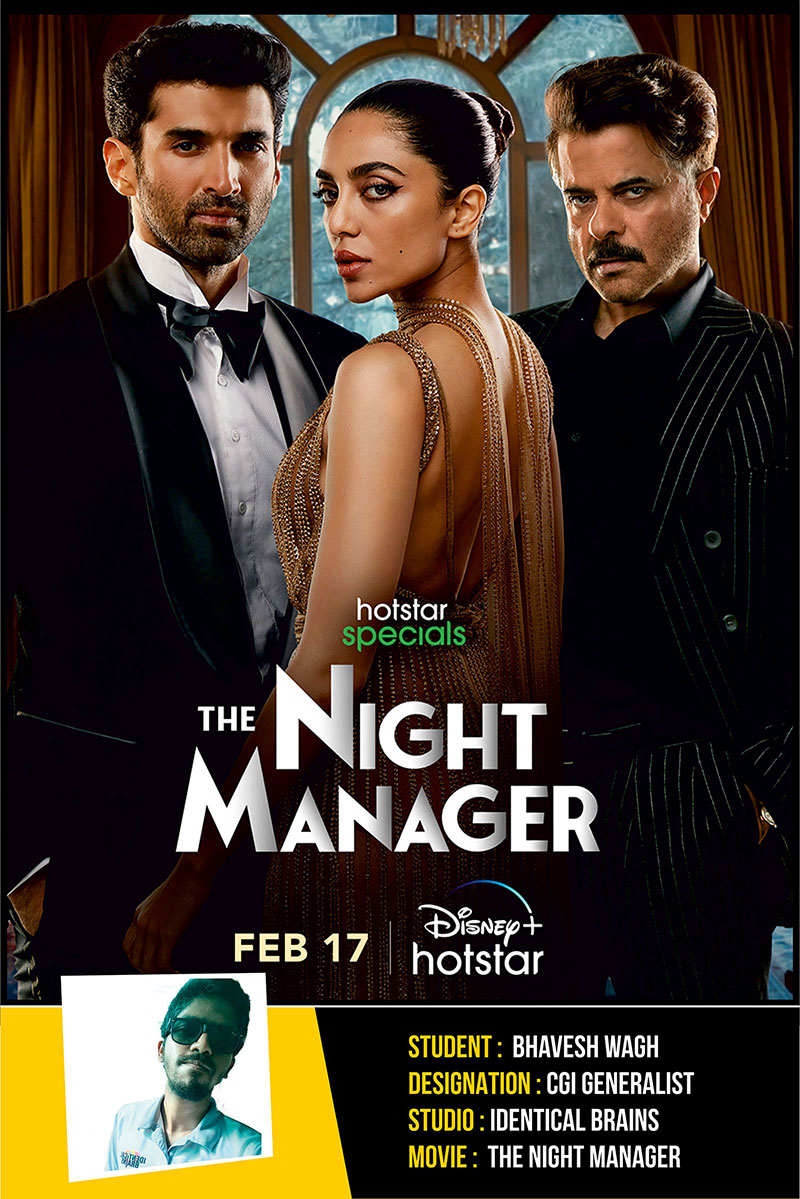 hotstar
specials
THE NIGHT
MANAGER
FEB 17
Disney+
hotstar
STUDENT : BHAVESH WAGH
DESIGNATION : CGI GENERALIST
STUDIO : IDENTICAL BRAINS
MOVIE : THE NIGHT MANAGER